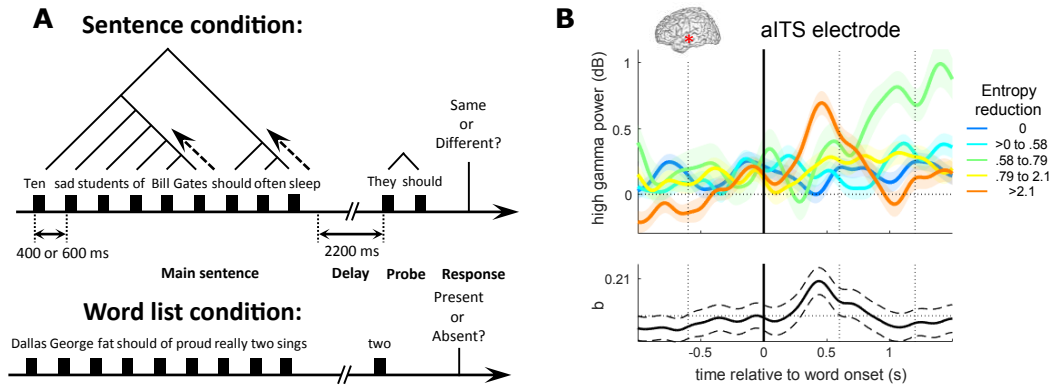 A
Sentence condition:
Same
or
Different?
Ten sad students of Bill Gates should often sleep
They should
400 or 600 ms
2200 ms
Main sentence Delay Probe Response
Word list condition:
Present
or
Absent?
Dallas George fat should of proud really two sings
two
B
aITS electrode
high gamma power (dB)
1
0.5
0
Entropy
reduction
0
>0 to .58
.58 to.79
.79 to 2.1
>2.1
b
0.21
-0.5 0 0.5 1
time relative to word onset (s)